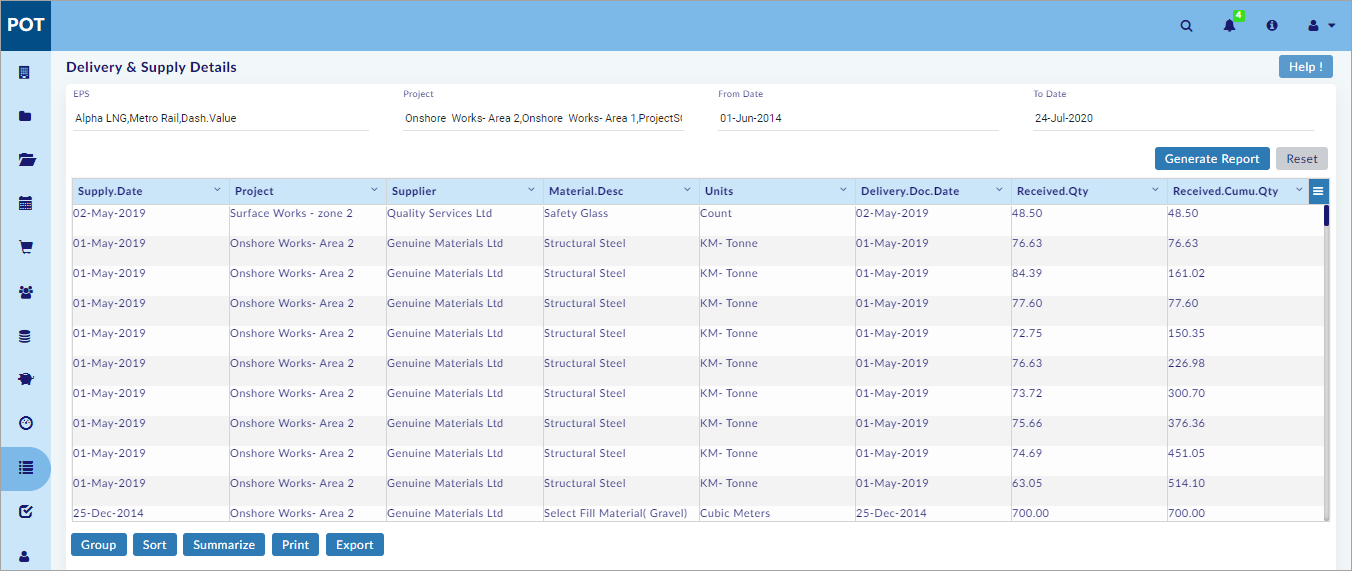 POT
4
Delivery & Supply Details
Help !
EPS Project From Date To Date
Alpha LNG,Metro Rail,Dash.Value Onshore Works- Area 2,Onshore Works- Area 1,ProjectS 01-Jun-2014 24-Jul-2020
Generate Report Reset
Supply.Date Project Supplier Material.Desc Units Delivery.Doc.Date Received.Qty Received.Cumu.Qty
02-May-2019 Surface Works - zone 2 Quality Services Ltd Safety Glass Count 02-May-2019 48.50 48.50
01-May-2019 Onshore Works- Area 2 Genuine Materials Ltd Structural Steel KM- Tonne 01-May-2019 76.63 76.63
01-May-2019 Onshore Works- Area 2 Genuine Materials Ltd Structural Steel KM- Tonne 01-May-2019 84.39 161.02
01-May-2019 Onshore Works- Area 2 Genuine Materials Ltd Structural Steel KM- Tonne 01-May-2019 77.60 77.60
01-May-2019 Onshore Works- Area 2 Genuine Materials Ltd Structural Steel KM- Tonne 01-May-2019 72.75 150.35
01-May-2019 Onshore Works- Area 2 Genuine Materials Ltd Structural Steel KM- Tonne 01-May-2019 76.63 226.98
01-May-2019 Onshore Works- Area 2 Genuine Materials Ltd Structural Steel KM- Tonne 01-May-2019 73.72 300.70
01-May-2019 Onshore Works- Area 2 Genuine Materials Ltd Structural Steel KM- Tonne 01-May-2019 75.66 376.36
01-May-2019 Onshore Works- Area 2 Genuine Materials Ltd Structural Steel KM- Tonne 01-May-2019 74.69 451.05
01-May-2019 Onshore Works- Area 2 Genuine Materials Ltd Structural Steel KM- Tonne 01-May-2019 63.05 514.10
25-Dec-2014 Onshore Works- Area 2 Genuine Materials Ltd Select Fill Material( Gravel) Cubic Meters 25-Dec-2014 700.00 700.00
Group Sort Summarize Print Export